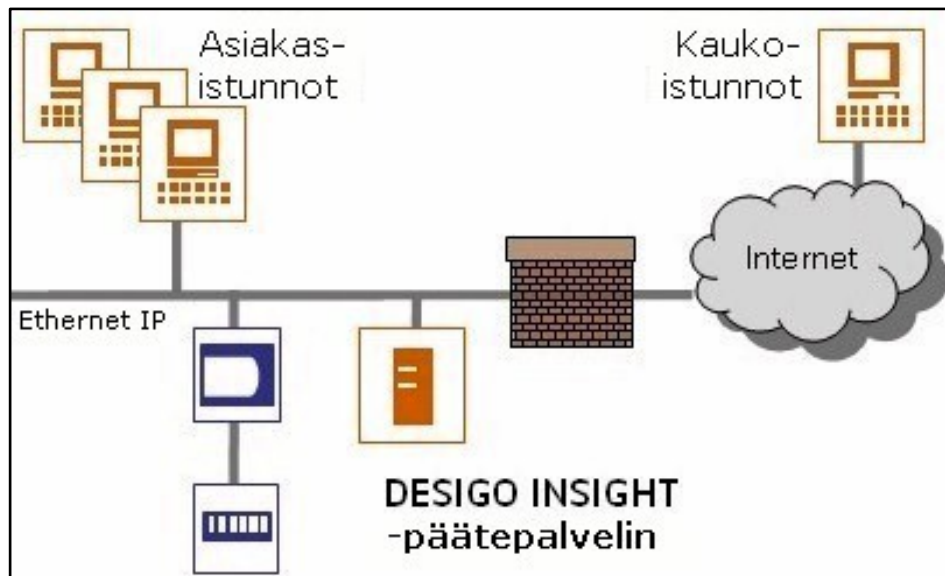 Asiakas-
istunnot
Kauko-
istunnot
Internet
Ethernet IP
DESIGO INSIGHT
-päätepalvelin